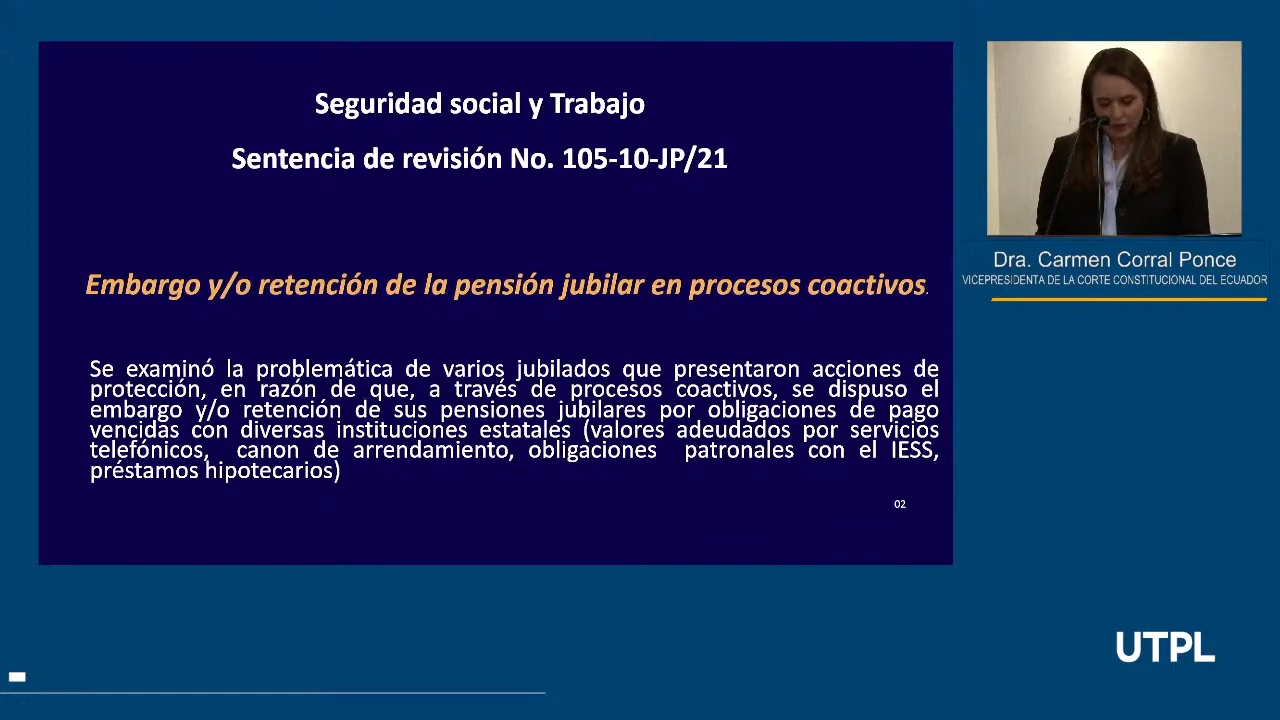 Seguridad social y Trabajo
Sentencia de revisión No. 105-10-JP/21
Embargo y/o retención de la pensión jubilar en procesos coactivos.
Se examinó la problemática de varios jubilados que presentaron acciones de
protección, en razón de que, a través de procesos coactivos, se dispuso el
embargo y/o retención de sus pensiones jubilares por obligaciones de pago
vencidas con diversas instituciones estatales (valores adeudados por servicios
telefónicos, canon de arrendamiento, obligaciones patronales con el IESS,
préstamos hipotecarios)
02
Dra. Carmen Corral Ponce
VICEPRESIDENTA DE LA CORTE CONSTITUCIONAL DEL ECUADOR
UTPL